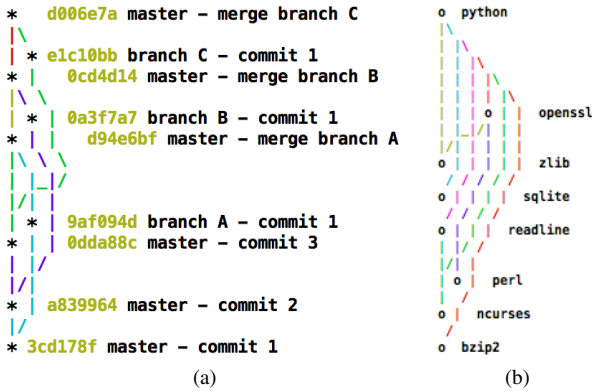 * d006e7a master – merge branch C
|\
| * e1c10bb branch C – commit 1
* | 0cd4d14 master – merge branch B
|\ \
| * | 0a3f7a7 branch B – commit 1
* | | d94e6bf master – merge branch A
|\ \ \
| |_|/
|/| |
| * | 9af094d branch A – commit 1
* | | 0dda88c master – commit 3
| |/
|/|
* | a839964 master – commit 2
|/
* 3cd178f master – commit 1
(a)
o python
o openssl
o zlib
o sqlite
o readline
o perl
o ncurses
o bzip2
(b)